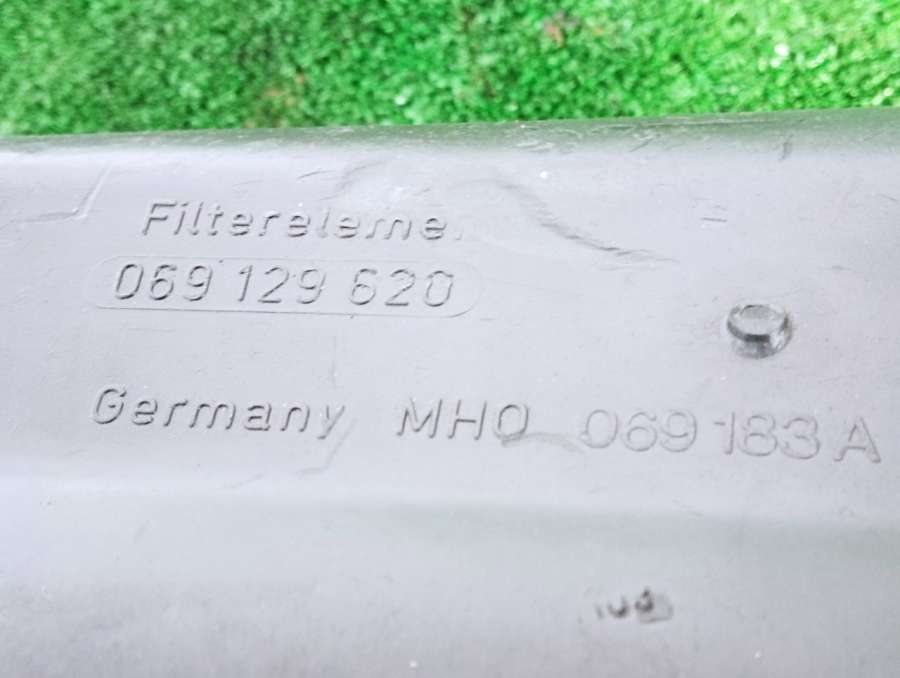 Filtereleme
069 129 620
Germany MHO 069 183 A